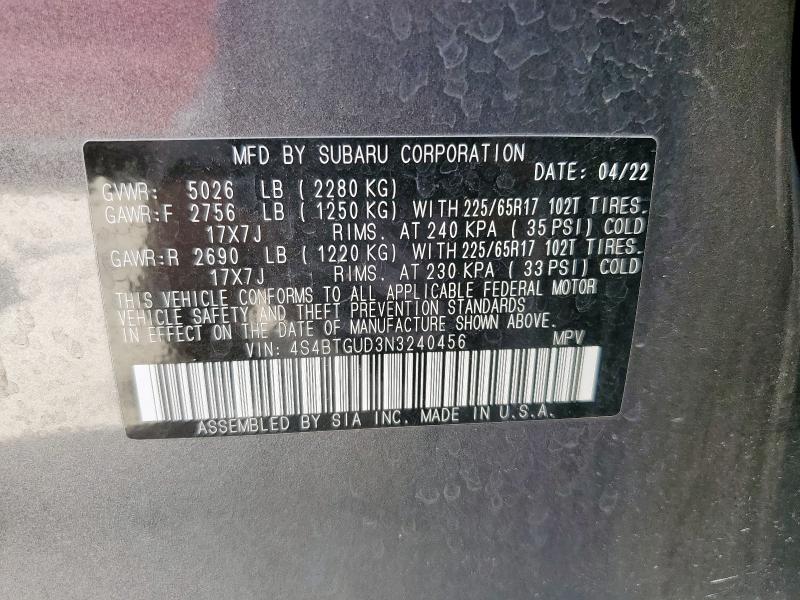 MFD BY SUBARU CORPORATION
DATE: 04/22
GVWR: 5026 LB ( 2280 KG)
GAWR:F 2756 LB ( 1250 KG) WITH 225/65R17 102T TIRES.
17X7J RIMS. AT 240 KPA ( 35 PSI) COLD
GAWR:R 2690 LB ( 1220 KG) WITH 225/65R17 102T TIRES.
17X7J RIMS. AT 230 KPA ( 33 PSI) COLD
THIS VEHICLE CONFORMS TO ALL APPLICABLE FEDERAL MOTOR
VEHICLE SAFETY AND THEFT PREVENTION STANDARDS
IN EFFECT ON THE DATE OF MANUFACTURE SHOWN ABOVE.
VIN: 4S4BTGUD3N3240456 MPV
ASSEMBLED BY SIA INC. MADE IN U.S.A.